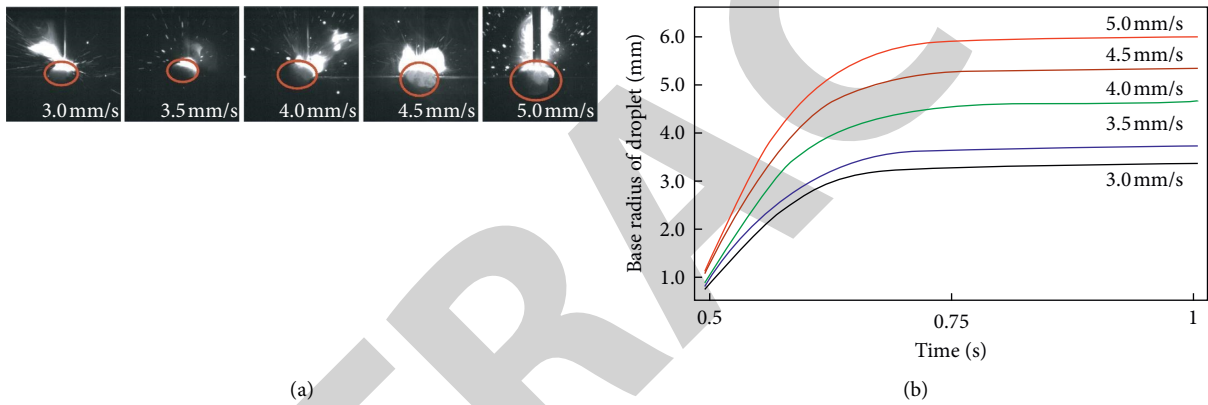 3.0 mm/s
3.5 mm/s
4.0 mm/s
4.5 mm/s
5.0 mm/s
(a)
Base radius of droplet (mm)
6.0
5.0
4.0
3.0
2.0
1.0
5.0 mm/s
4.5 mm/s
4.0 mm/s
3.5 mm/s
3.0 mm/s
0.5
0.75
1
Time (s)
(b)
TRAC